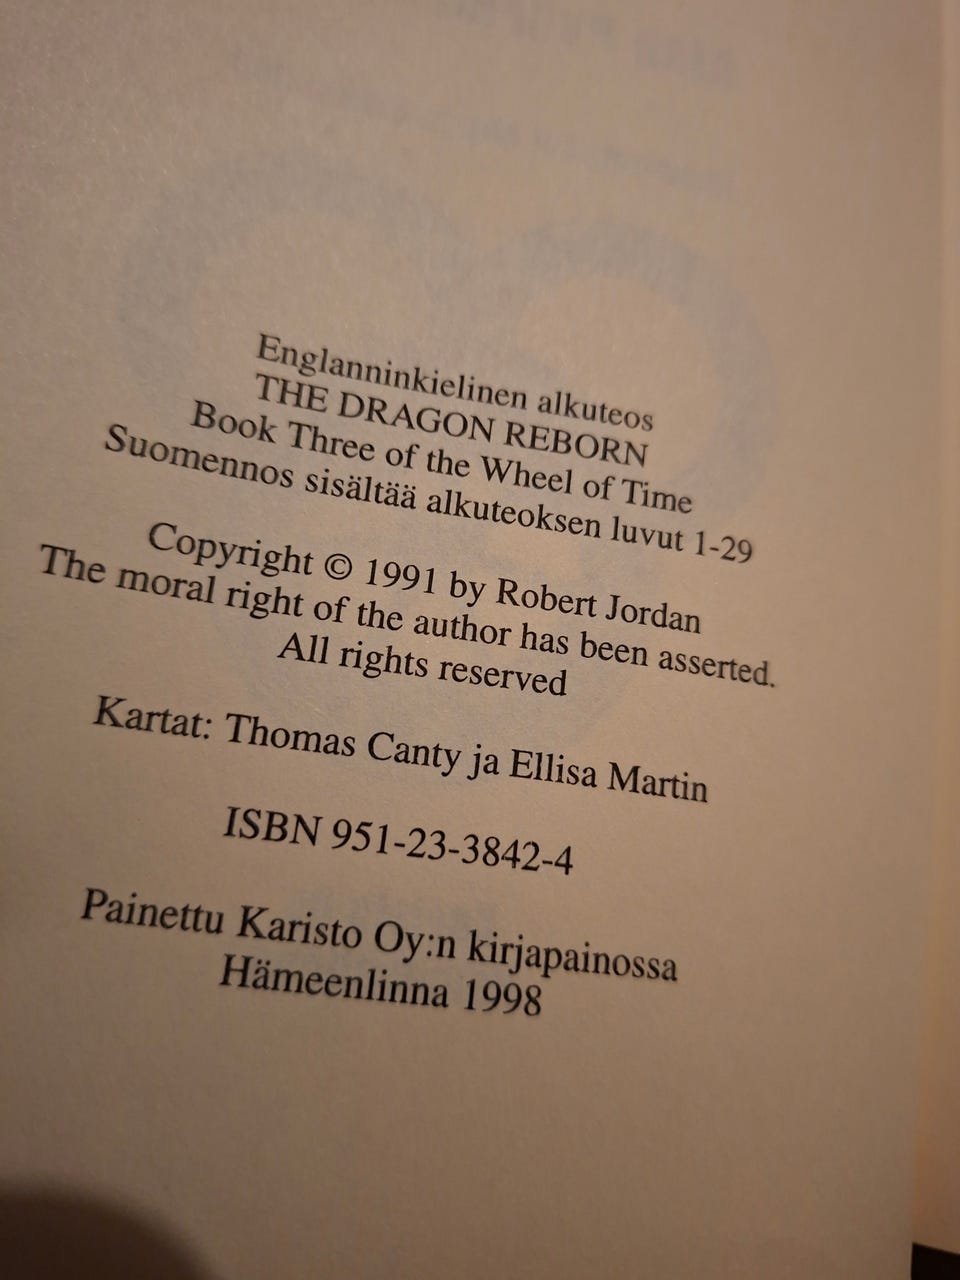 Englanninkielinen alkuteos
THE DRAGON REBORN
Book Three of the Wheel of Time
Suomennos sisältää alkuteoksen luvut 1-29
Copyright © 1991 by Robert Jordan
The moral right of the author has been asserted.
All rights reserved
Kartat: Thomas Canty ja Ellisa Martin
ISBN 951-23-3842-4
Painettu Karisto Oy:n kirjapainossa
Hämeenlinna 1998